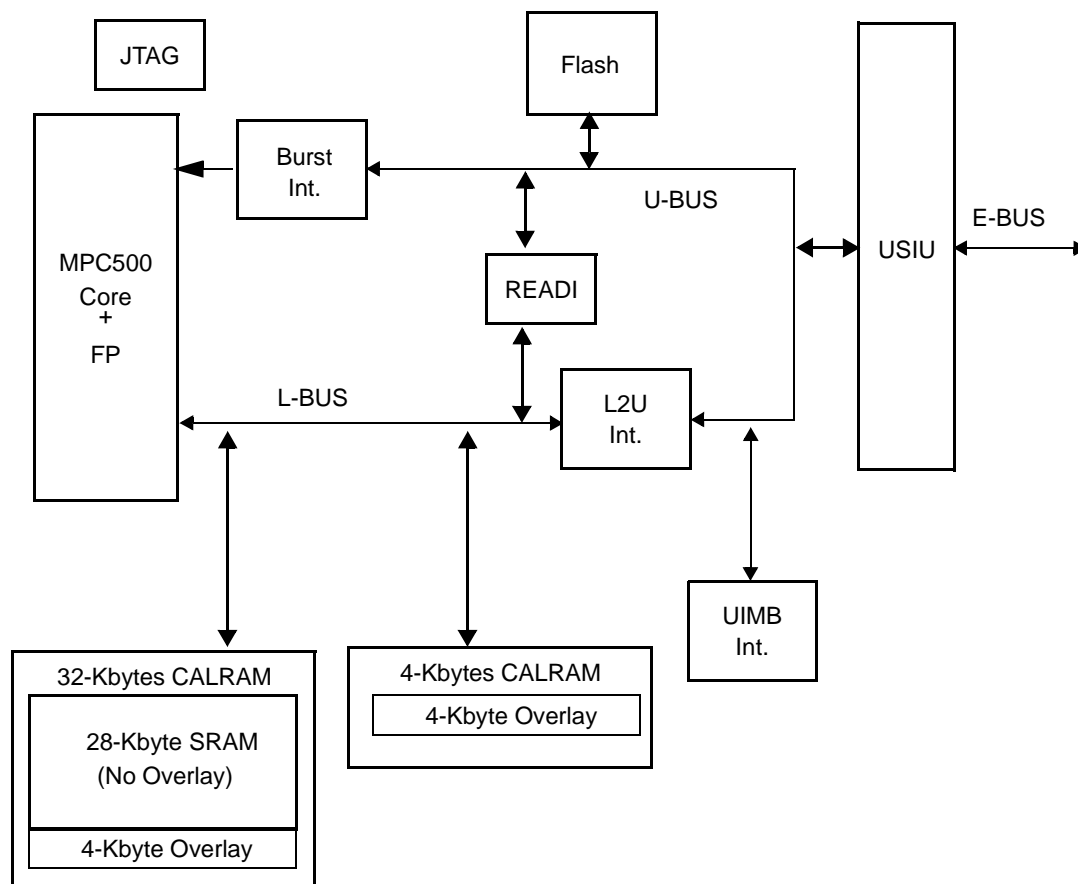 JTAG
Flash
Burst
Int.
U-BUS
E-BUS
MPC500
Core
+
FP
USIU
READI
L-BUS
L2U
Int.
UIMB
Int.
32-Kbytes CALRAM
28-Kbyte SRAM
(No Overlay)
4-Kbyte Overlay
4-Kbytes CALRAM
4-Kbyte Overlay